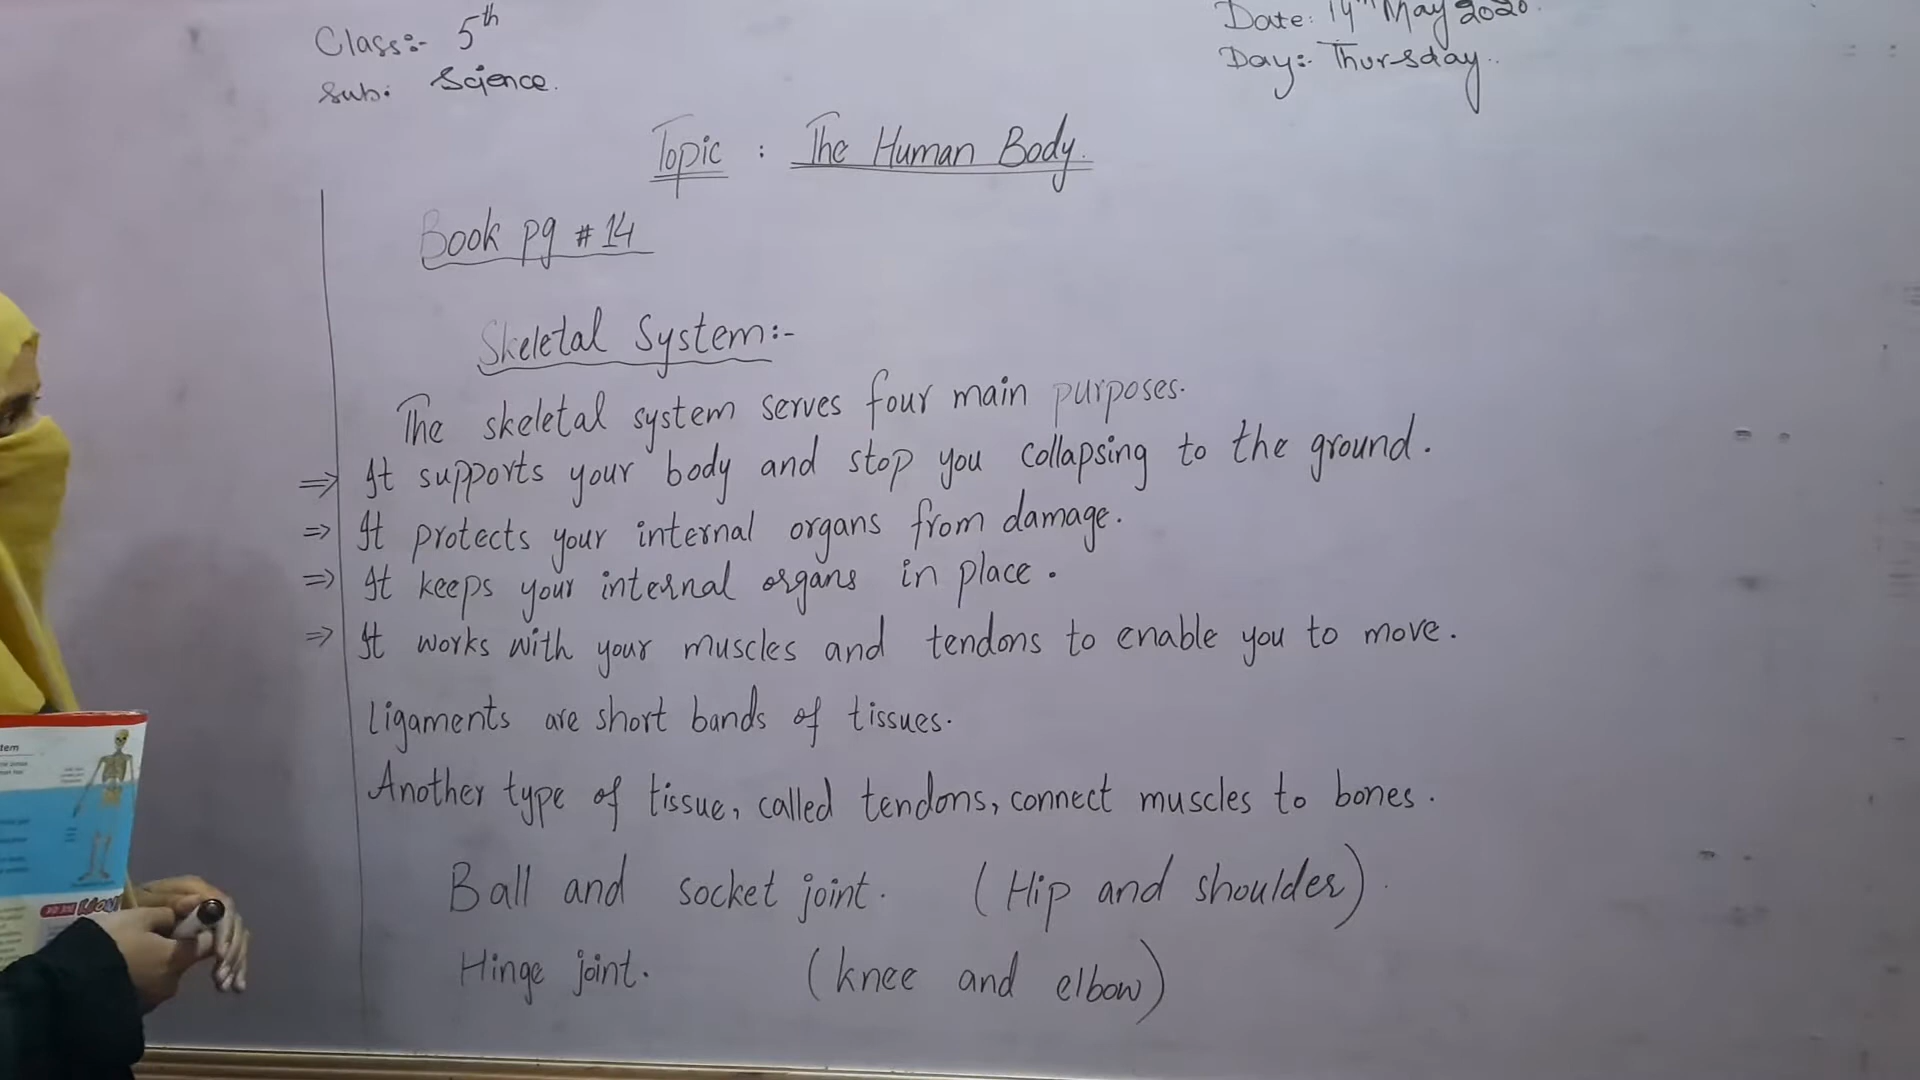 Class:- 5th
Sub: Science.
Date: 14th May 2020.
Day:- Thursday..
Topic : The Human Body.
Book pg # 14
Skeletal System:-
The skeletal system serves four main purposes.
⇒ It supports your body and stop you collapsing to the ground.
⇒ It protects your internal organs from damage.
⇒ It keeps your internal organs in place.
⇒ It works with your muscles and tendons to enable you to move.
Ligaments are short bands of tissues.
Another type of tissue, called tendons, connect muscles to bones.
Ball and socket joint. (Hip and shoulder).
Hinge joint. (knee and elbow)